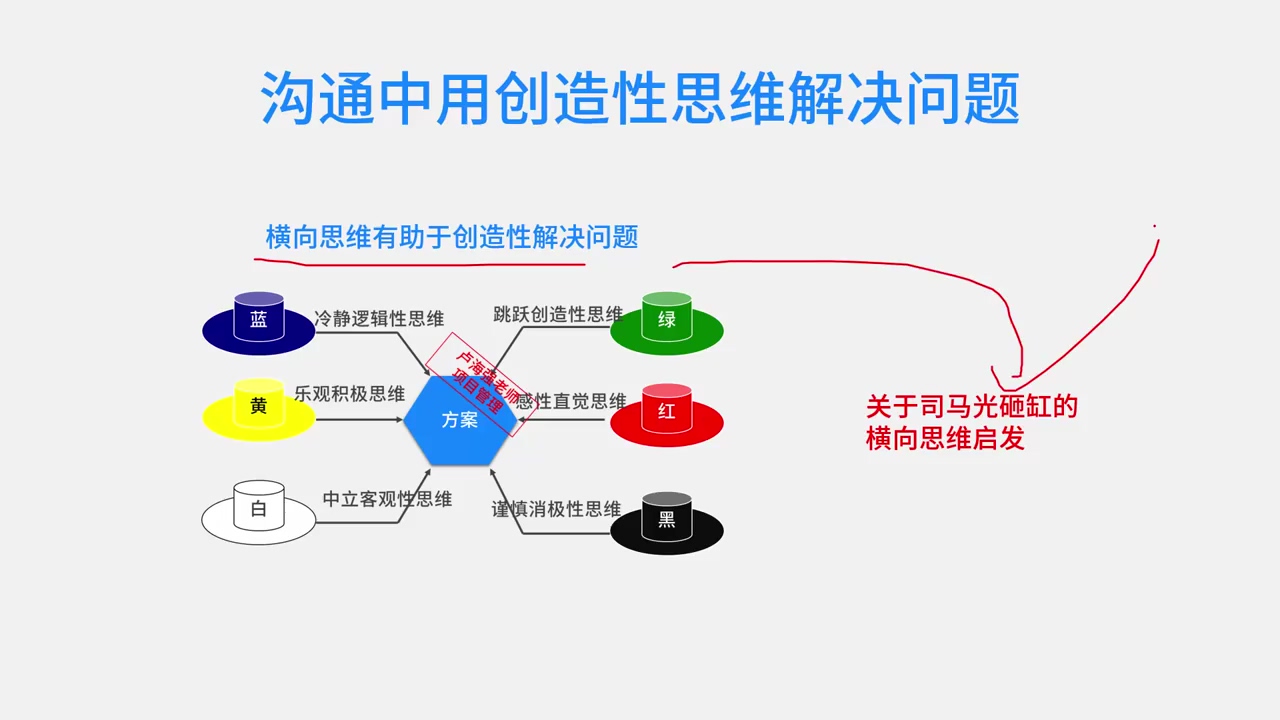 沟通中用创造性思维解决问题
横向思维有助于创造性解决问题
蓝
冷静逻辑性思维
跳跃创造性思维
绿
卢海强老师
项目管理
黄
乐观积极思维
方案
感性直觉思维
红
关于司马光砸缸的
横向思维启发
白
中立客观性思维
谨慎消极性思维
黑